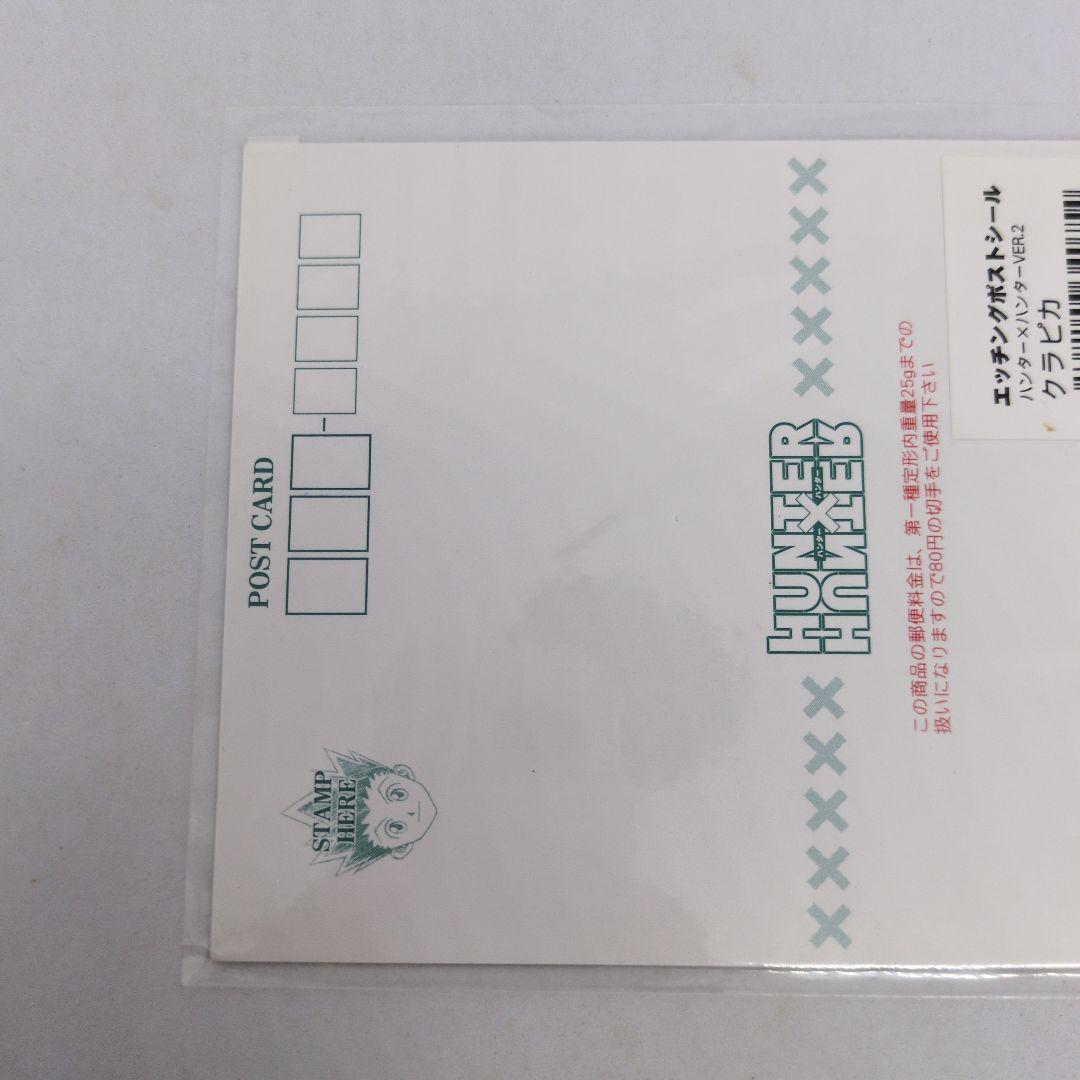 POST CARD
STAMP
HERE
HUNTER
ハンター×ハンター
HUNTER
この商品の郵便料金は、第一種定形内重量25gまでの
扱いになりますので80円の切手をご使用下さい
エッチングポストシール
ハンター×ハンターVER.2
クラピカ